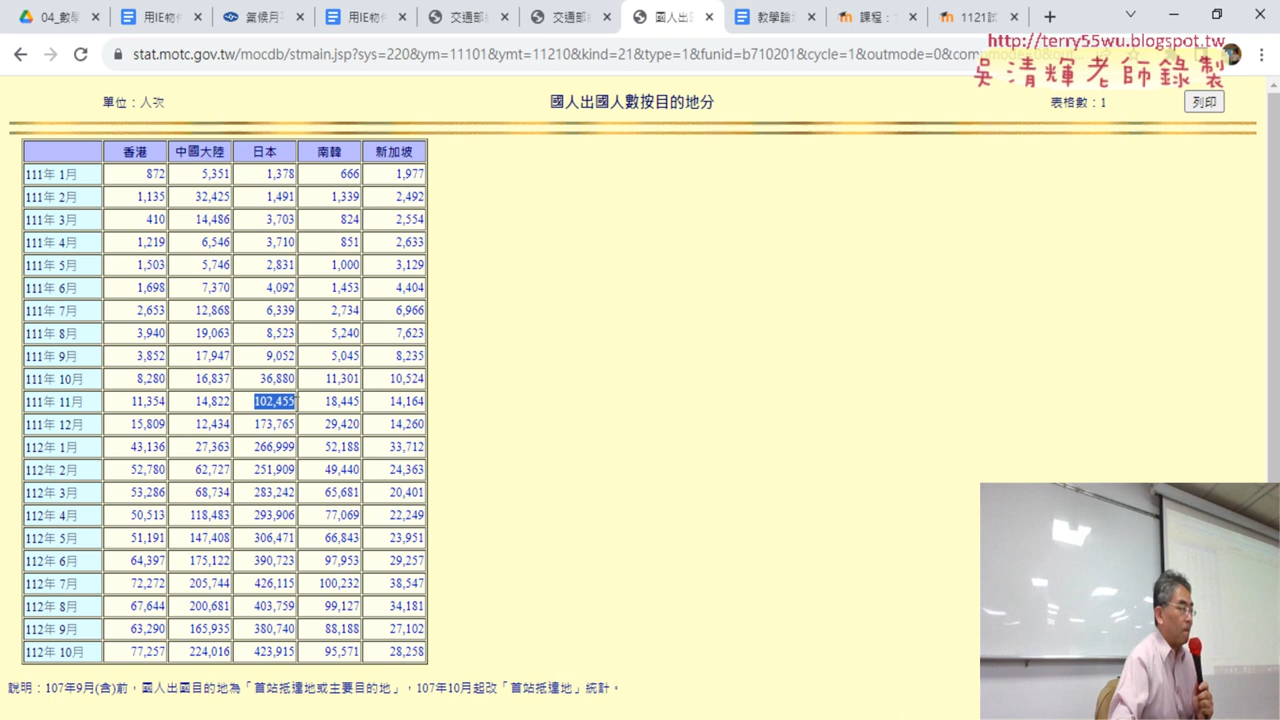 04_數
用IE物
氣候月
用IE物
交通部
交通部
國人出
教學論
課程：
1121試
stat.motc.gov.tw/mocdb/stmain.jsp?sys=220&ym=11101&ymt=11210&kind=21&type=1&funid=b710201&cycle=1&outmode=0&com
http://terry55wu.blogspot.tw
吳清輝老師錄製
單位：人次 國人出國人數按目的地分 表格數：1 列印
香港 中國大陸 日本 南韓 新加坡
111年 1月 872 5,351 1,378 666 1,977
111年 2月 1,135 32,425 1,491 1,339 2,492
111年 3月 410 14,486 3,703 824 2,554
111年 4月 1,219 6,546 3,710 851 2,633
111年 5月 1,503 5,746 2,831 1,000 3,129
111年 6月 1,698 7,370 4,092 1,453 4,404
111年 7月 2,653 12,868 6,339 2,734 6,966
111年 8月 3,940 19,063 8,523 5,240 7,623
111年 9月 3,852 17,947 9,052 5,045 8,235
111年 10月 8,280 16,837 36,880 11,301 10,524
111年 11月 11,354 14,822 102,455 18,445 14,164
111年 12月 15,809 12,434 173,765 29,420 14,260
112年 1月 43,136 27,363 266,999 52,188 33,712
112年 2月 52,780 62,727 251,909 49,440 24,363
112年 3月 53,286 68,734 283,242 65,681 20,401
112年 4月 50,513 118,483 293,906 77,069 22,249
112年 5月 51,191 147,408 306,471 66,843 23,951
112年 6月 64,397 175,122 390,723 97,953 29,257
112年 7月 72,272 205,744 426,115 100,232 38,547
112年 8月 67,644 200,681 403,759 99,127 34,181
112年 9月 63,290 165,935 380,740 88,188 27,102
112年 10月 77,257 224,016 423,915 95,571 28,258
說明：107年9月(含)前，國人出國目的地為「首站抵達地或主要目的地」，107年10月起改「首站抵達地」統計。